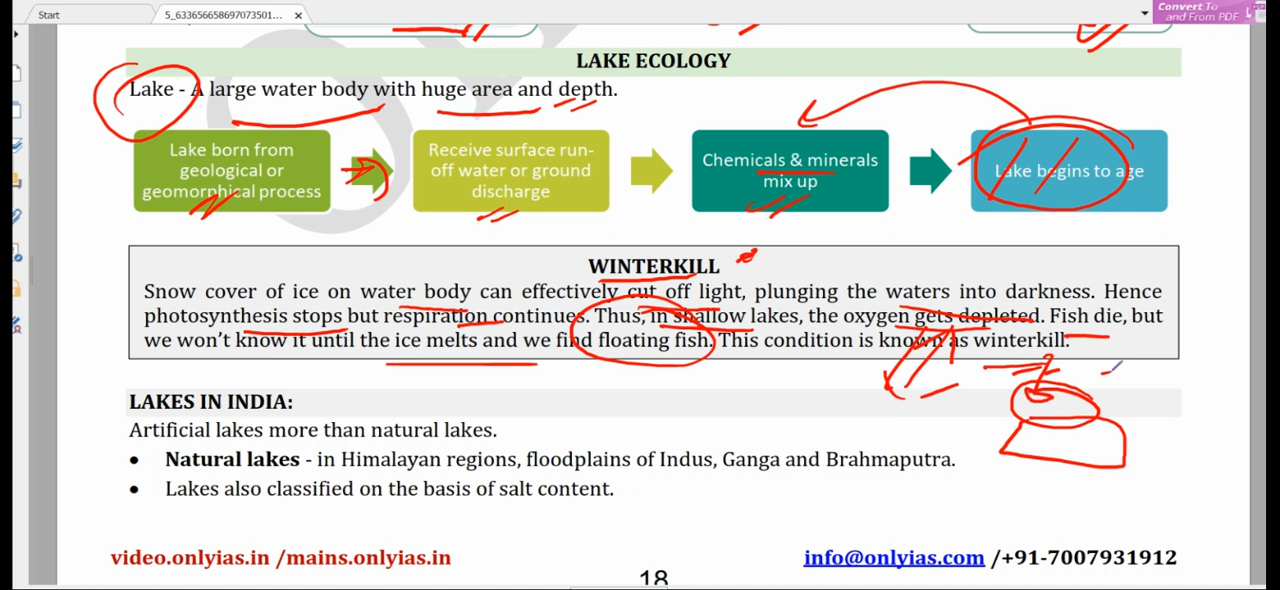 Start
5_633656658697073501...
Convert To
and From PDF
LAKE ECOLOGY
Lake - A large water body with huge area and depth.
Lake born from
geological or
geomorphical process
Receive surface run-
off water or ground
discharge
Chemicals & minerals
mix up
Lake begins to age
WINTERKILL
Snow cover of ice on water body can effectively cut off light, plunging the waters into darkness. Hence
photosynthesis stops but respiration continues. Thus, in shallow lakes, the oxygen gets depleted. Fish die, but
we won't know it until the ice melts and we find floating fish. This condition is known as winterkill.
LAKES IN INDIA:
Artificial lakes more than natural lakes.
• Natural lakes - in Himalayan regions, floodplains of Indus, Ganga and Brahmaputra.
• Lakes also classified on the basis of salt content.
video.onlyias.in /mains.onlyias.in
info@onlyias.com /+91-7007931912
18